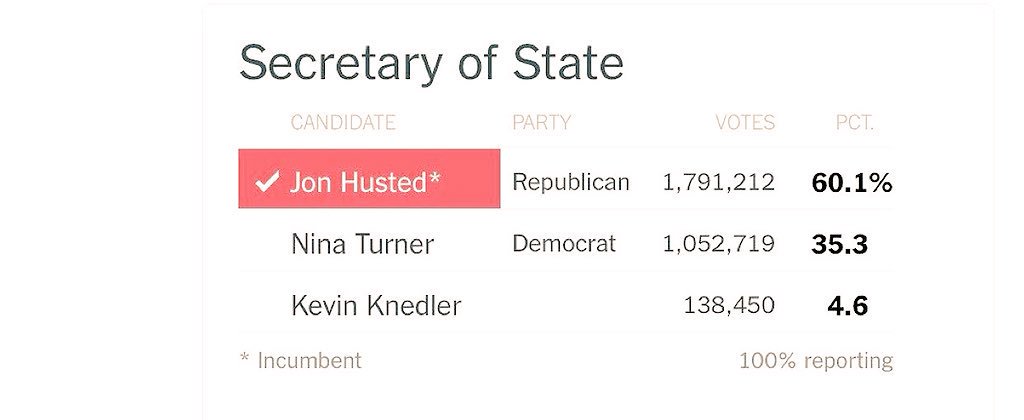 Secretary of State
CANDIDATE PARTY VOTES PCT.
✓ Jon Husted* Republican 1,791,212 60.1%
Nina Turner Democrat 1,052,719 35.3
Kevin Knedler 138,450 4.6
* Incumbent 100% reporting